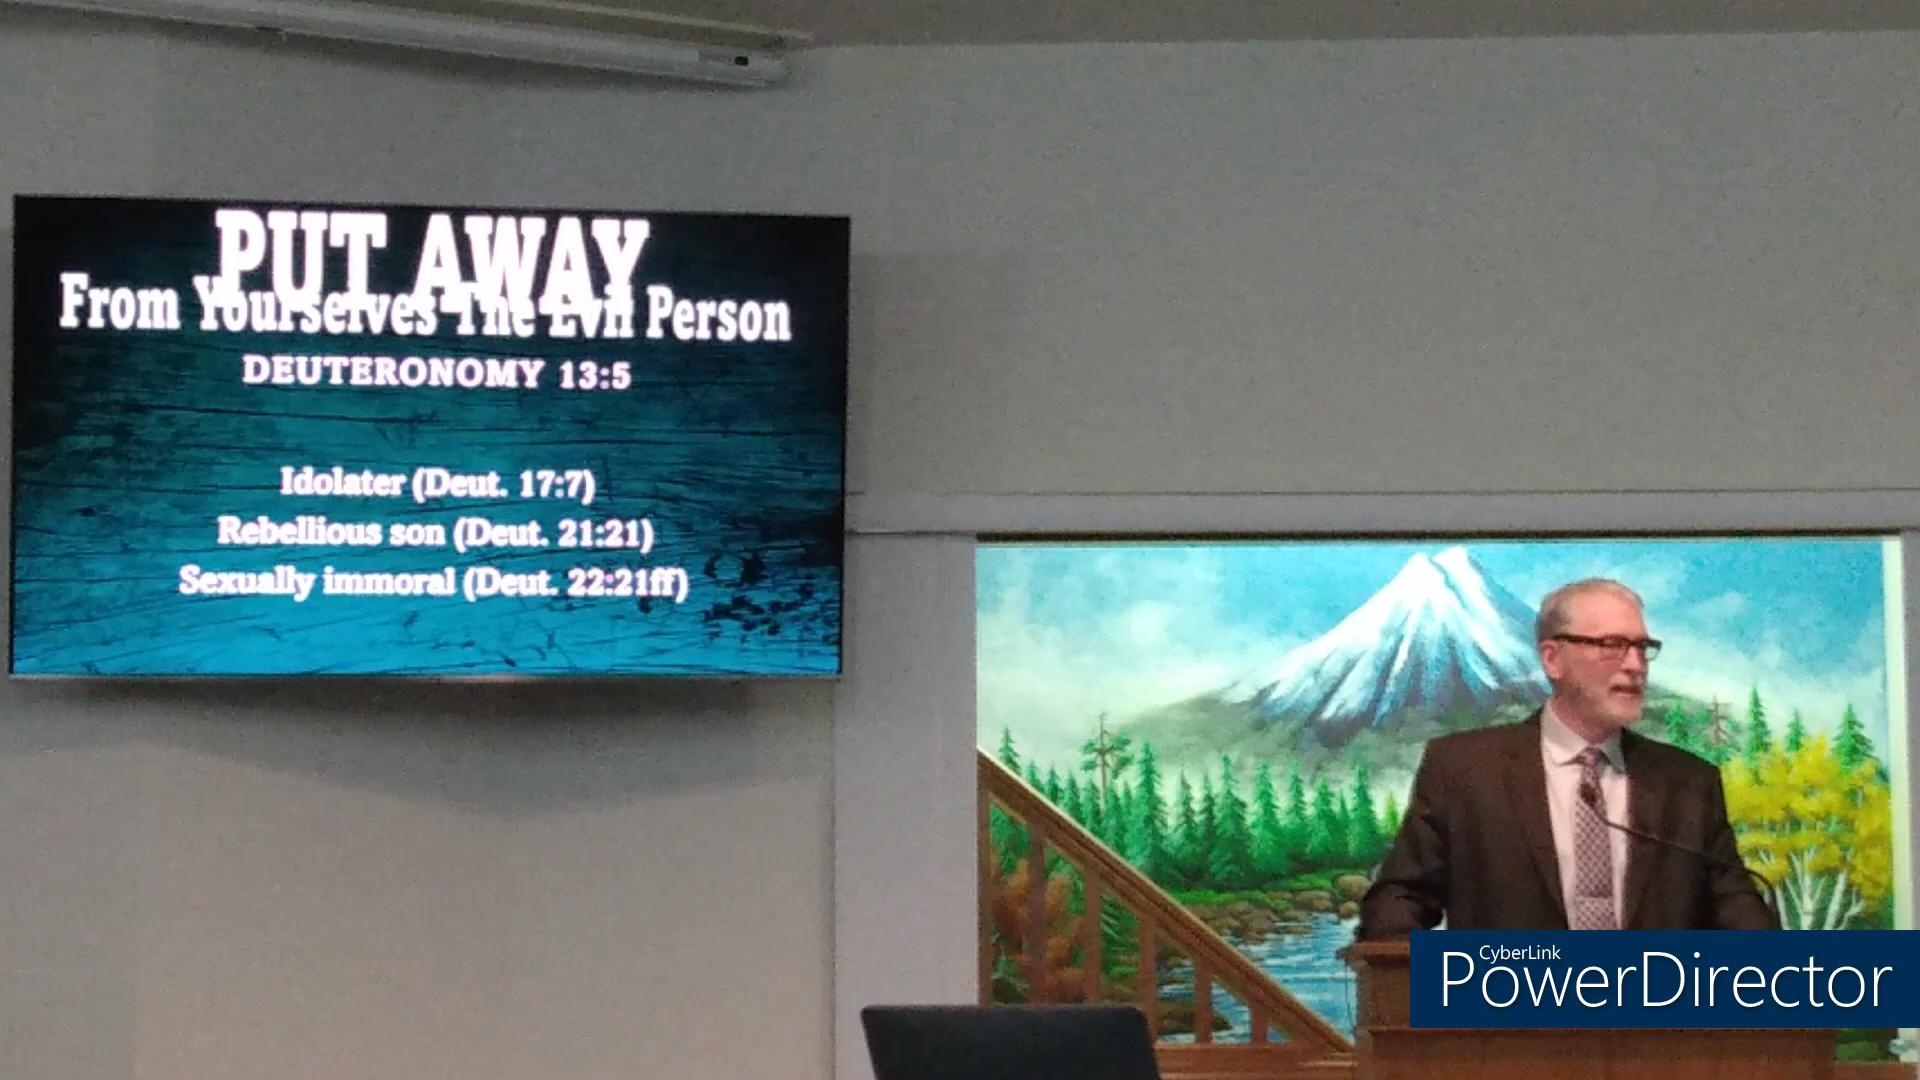 PUT AWAY
From Yourselves The Evil Person
DEUTERONOMY 13:5
Idolater (Deut. 17:7)
Rebellious son (Deut. 21:21)
Sexually immoral (Deut. 22:21ff)
CyberLink
PowerDirector